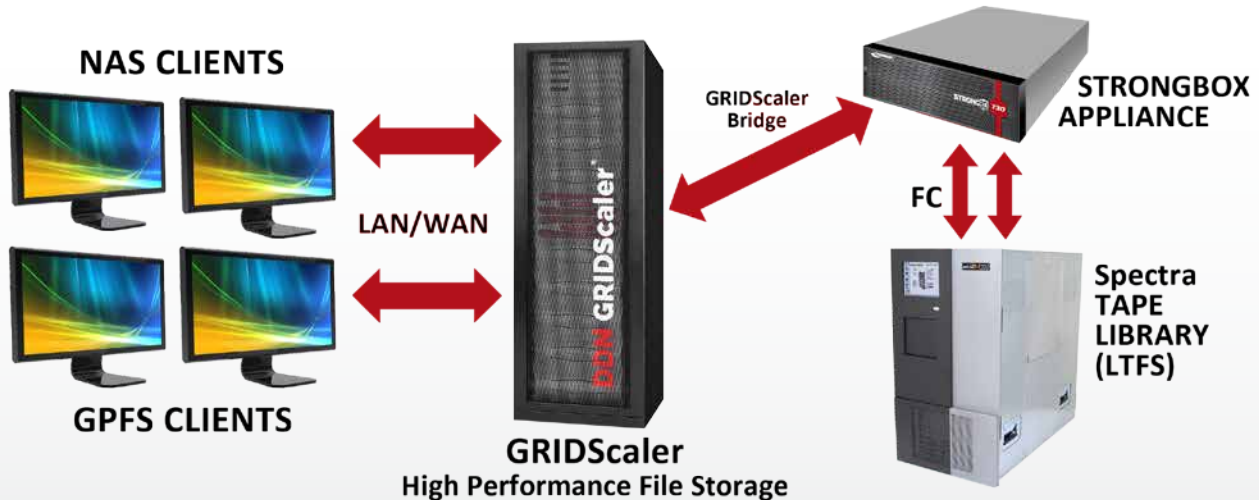 NAS CLIENTS
LAN/WAN
GPFS CLIENTS
DDN GRIDScaler
GRIDScaler
High Performance File Storage
GRIDScaler
Bridge
STRONGBOX
APPLIANCE
FC
Spectra
TAPE
LIBRARY
(LTFS)